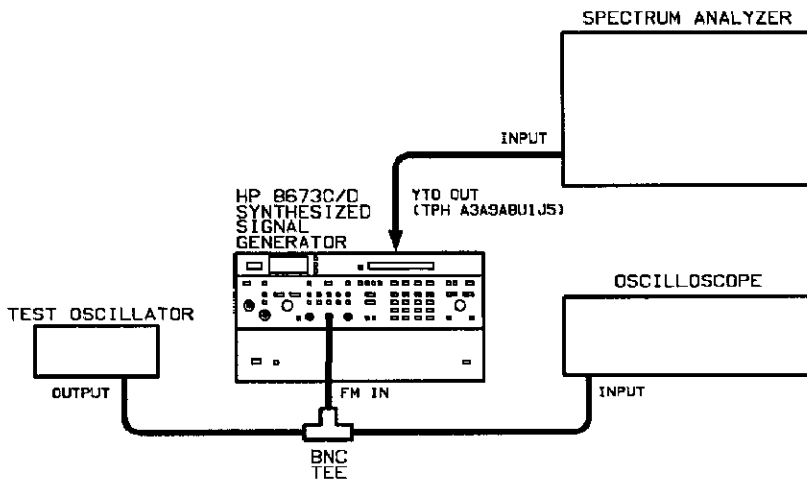 SPECTRUM ANALYZER
INPUT
HP 8673C/D
SYNTHESIZED
SIGNAL
GENERATOR
YTO OUT
(TPH A3A9A8U1J5)
OSCILLOSCOPE
TEST OSCILLATOR
OUTPUT
FM IN
INPUT
BNC
TEE